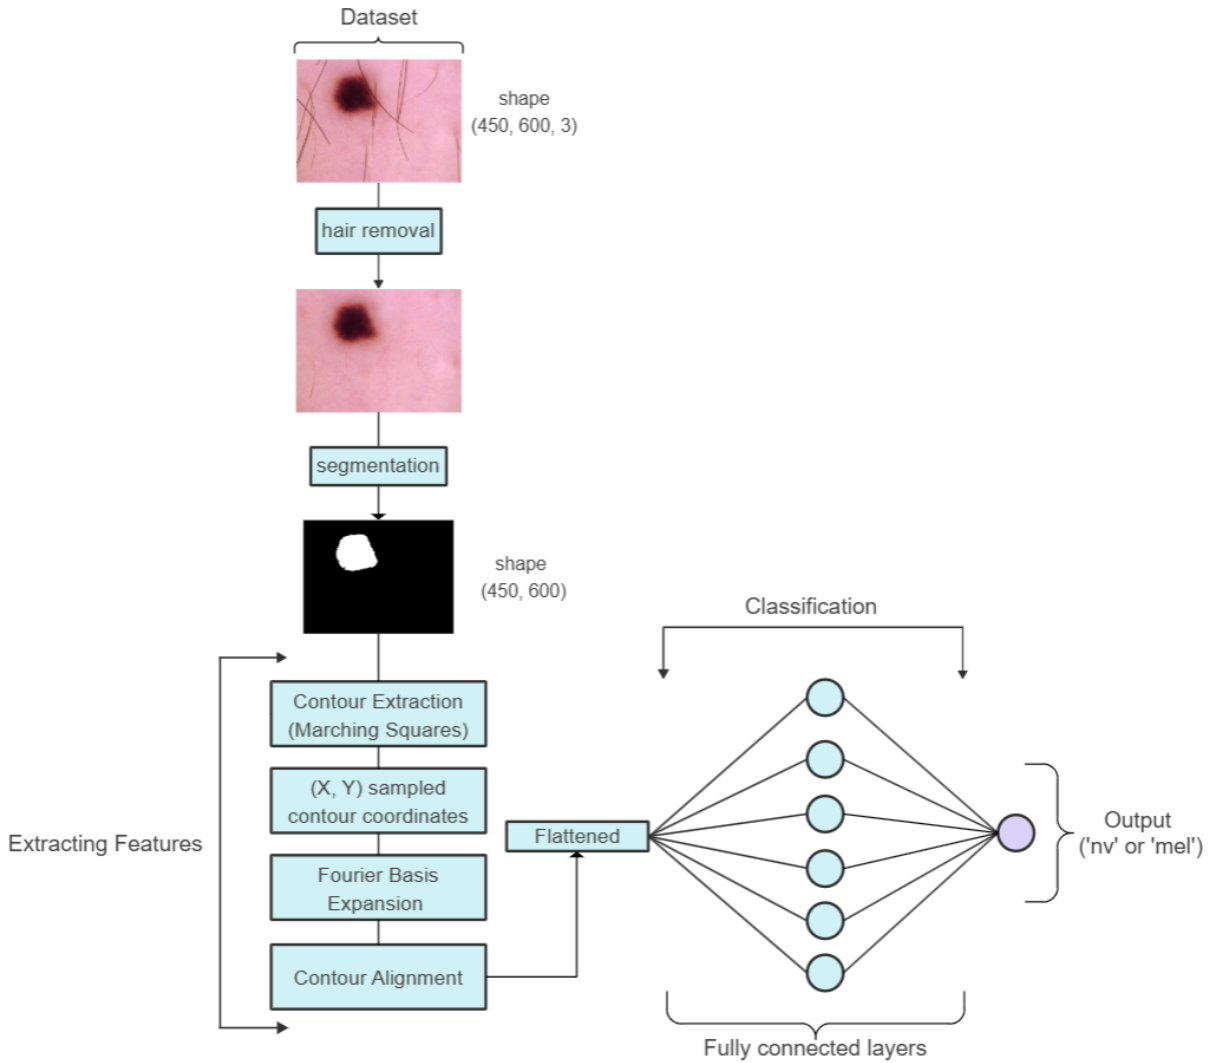 Dataset
shape
(450, 600, 3)
hair removal
segmentation
shape
(450, 600)
Extracting Features
Contour Extraction
(Marching Squares)
(X, Y) sampled
contour coordinates
Fourier Basis
Expansion
Contour Alignment
Flattened
Classification
Fully connected layers
Output
('nv' or 'mel')